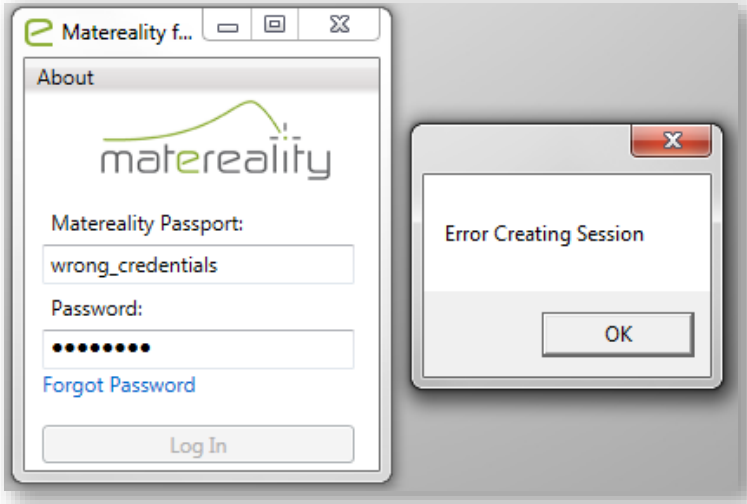 Matereality f...
About
matereality
Matereality Passport:
wrong_credentials
Password:
●●●●●●●●
Forgot Password
Log In
Error Creating Session
OK